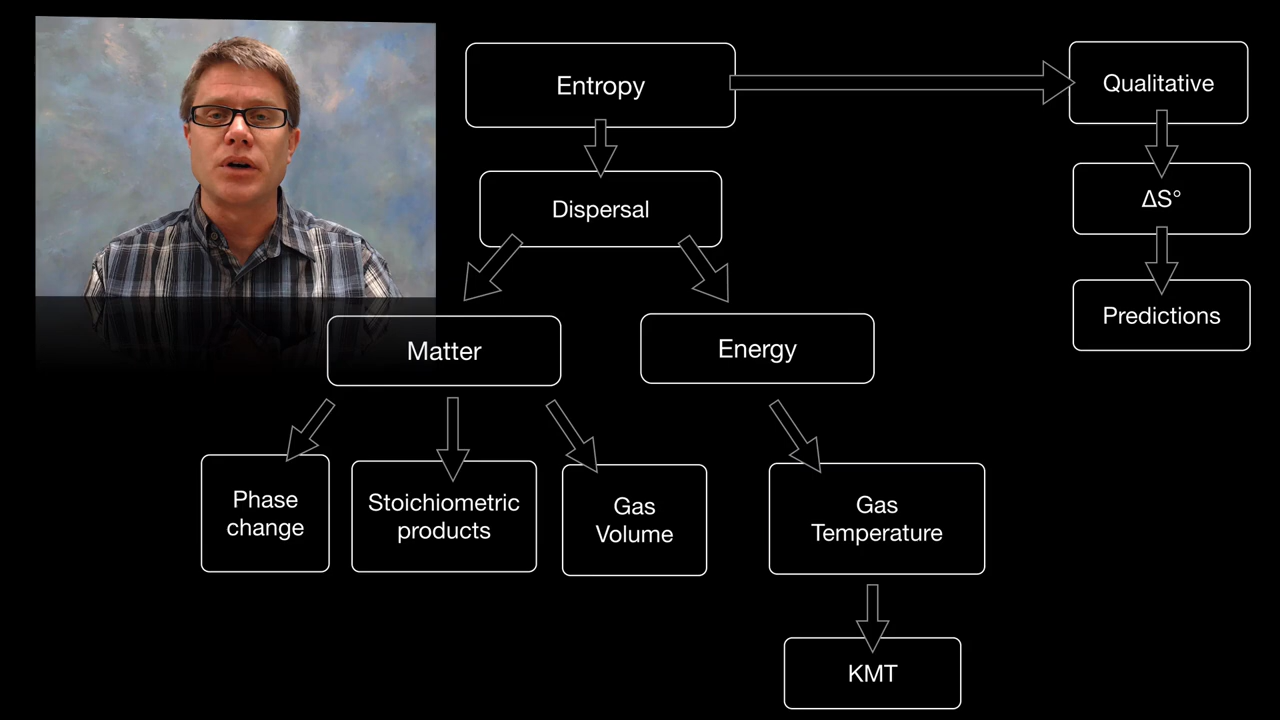 Entropy
Qualitative
Dispersal
ΔS°
Predictions
Matter
Energy
Phase
change
Stoichiometric
products
Gas
Volume
Gas
Temperature
KMT